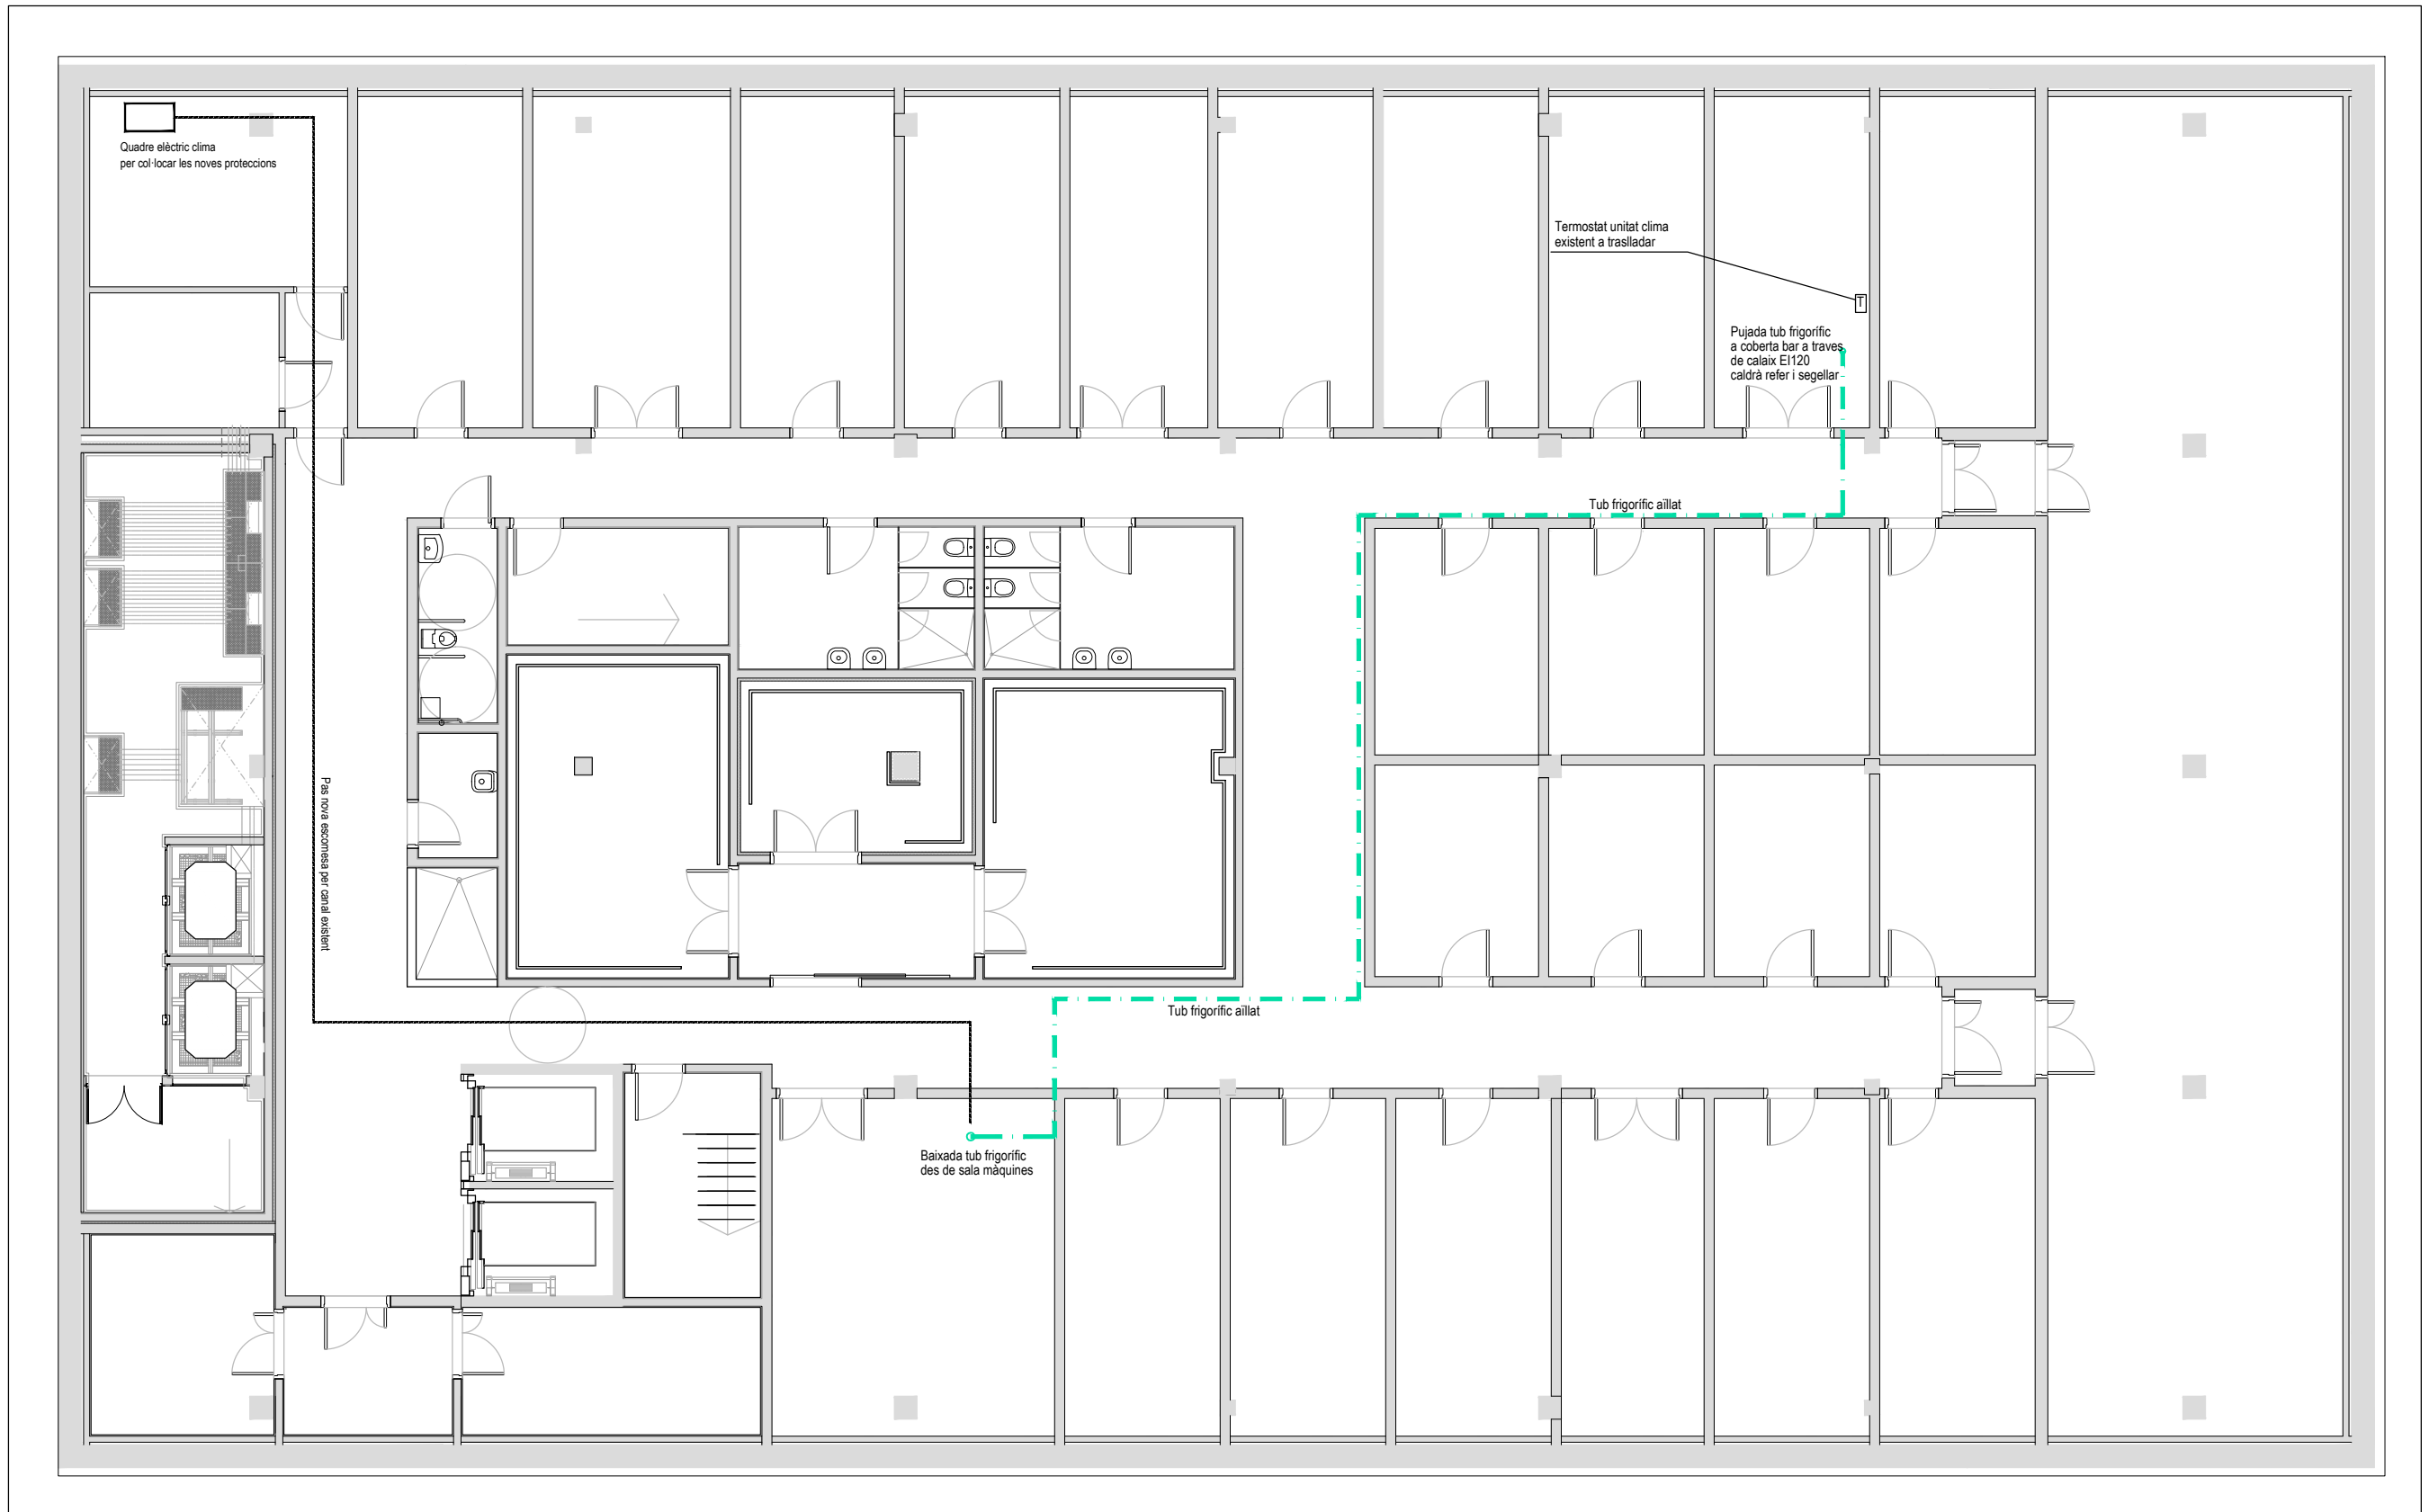 Quadre elèctric clima
per col·locar les noves proteccions
Termostat unitat clima
existent a traslladar
T
Pujada tub frigorífic
a coberta bar a traves
de calaix EI120
caldrà refer i segellar
Tub frigorífic aïllat
Pas nova escomesa per canal existent
Tub frigorífic aïllat
Baixada tub frigorífic
des de sala màquines